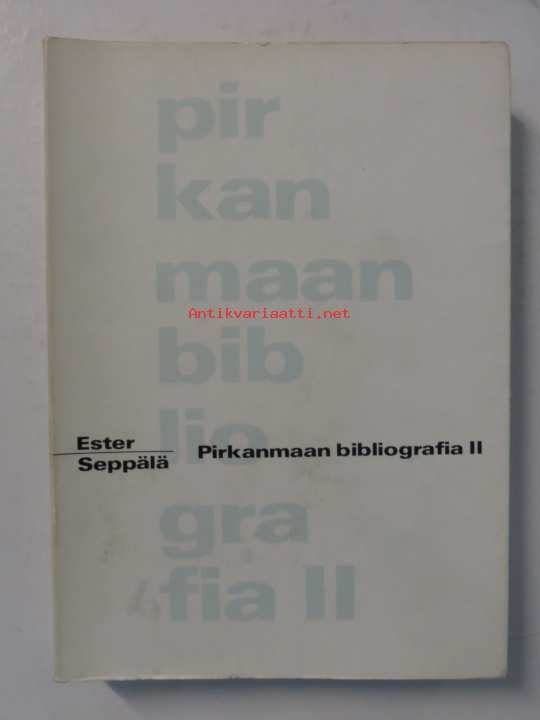 pir
kan
maan
Antikvariaatti.net
bib
lio
Ester
Seppälä
Pirkanmaan bibliografia II
gra
fia II